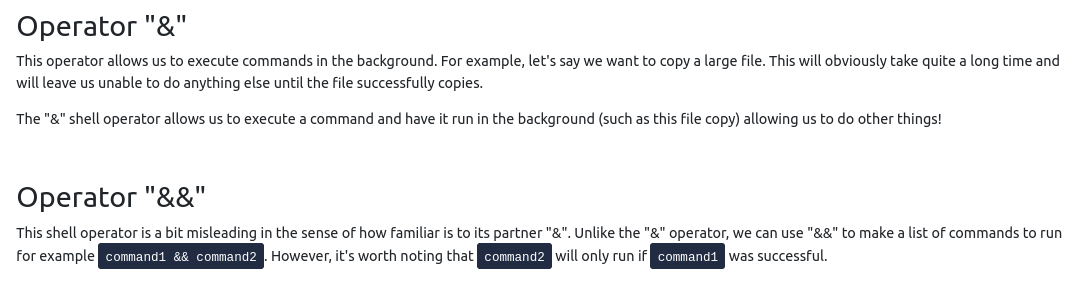 Operator "&"
This operator allows us to execute commands in the background. For example, let's say we want to copy a large file. This will obviously take quite a long time and
will leave us unable to do anything else until the file successfully copies.
The "&" shell operator allows us to execute a command and have it run in the background (such as this file copy) allowing us to do other things!
Operator "&&"
This shell operator is a bit misleading in the sense of how familiar is to its partner "&". Unlike the "&" operator, we can use "&&" to make a list of commands to run
for example command1 && command2. However, it's worth noting that command2 will only run if command1 was successful.